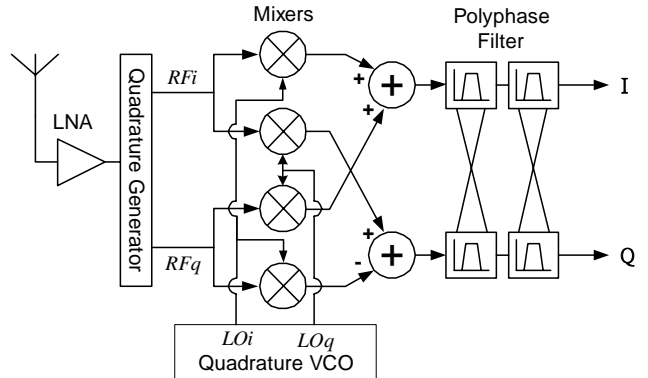 Mixers
Polyphase
Filter
LNA
Quadrature Generator
RFi
RFq
+
+
+
+
-
+
+
I
Q
LOi
LOq
Quadrature VCO